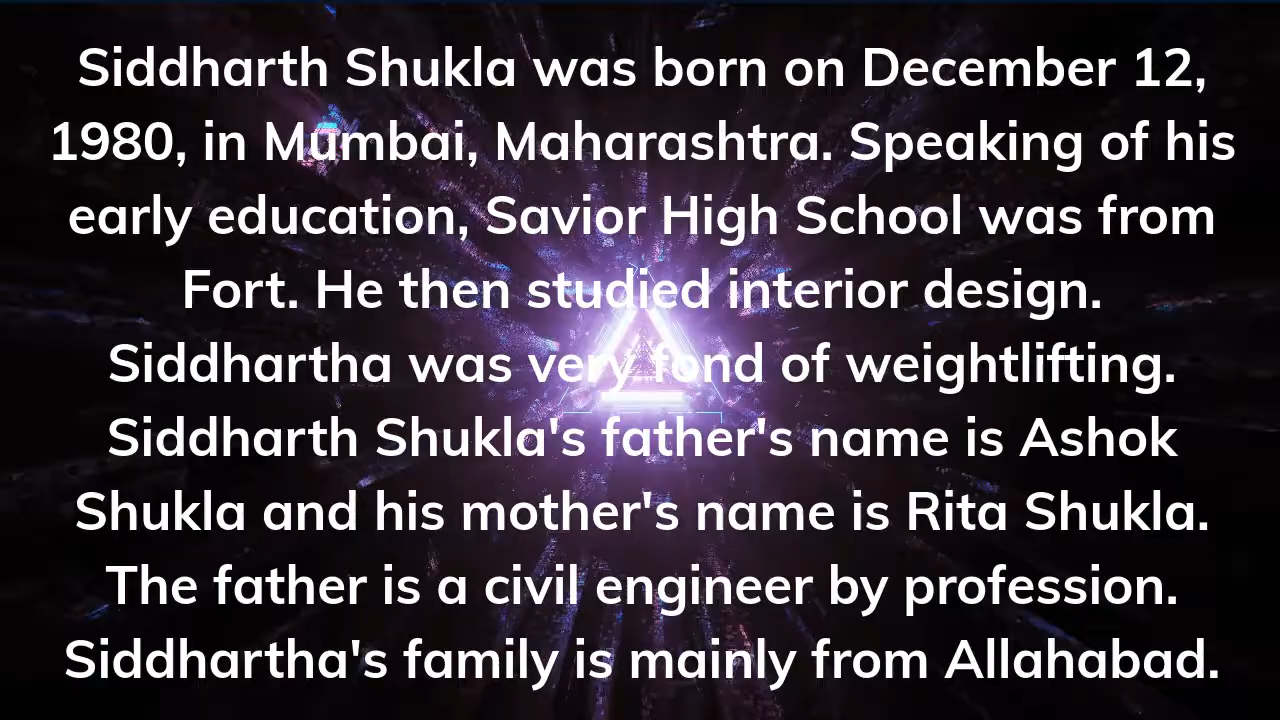 Siddharth Shukla was born on December 12,
1980, in Mumbai, Maharashtra. Speaking of his
early education, Savior High School was from
Fort. He then studied interior design.
Siddhartha was very fond of weightlifting.
Siddharth Shukla's father's name is Ashok
Shukla and his mother's name is Rita Shukla.
The father is a civil engineer by profession.
Siddhartha's family is mainly from Allahabad.